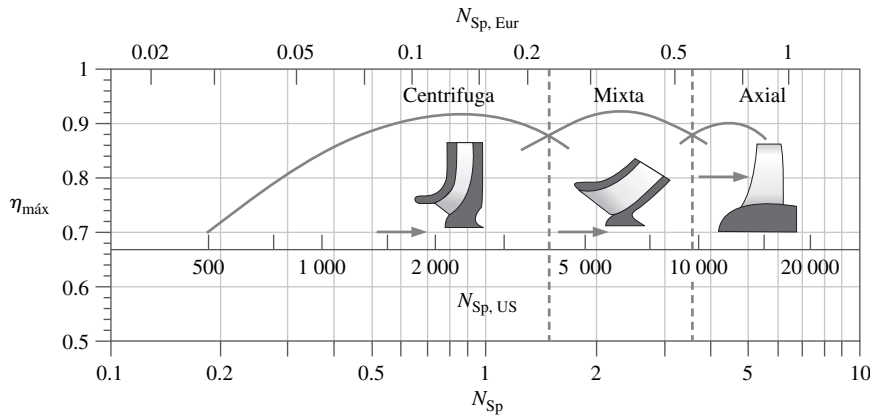 N_Sp, Eur
0.02 0.05 0.1 0.2 0.5 1
1
Centrifuga Mixta Axial
0.9
0.8
η_máx
0.7
500 1 000 2 000 5 000 10 000 20 000
0.6
N_Sp, US
0.5
0.1 0.2 0.5 1 2 5 10
N_Sp